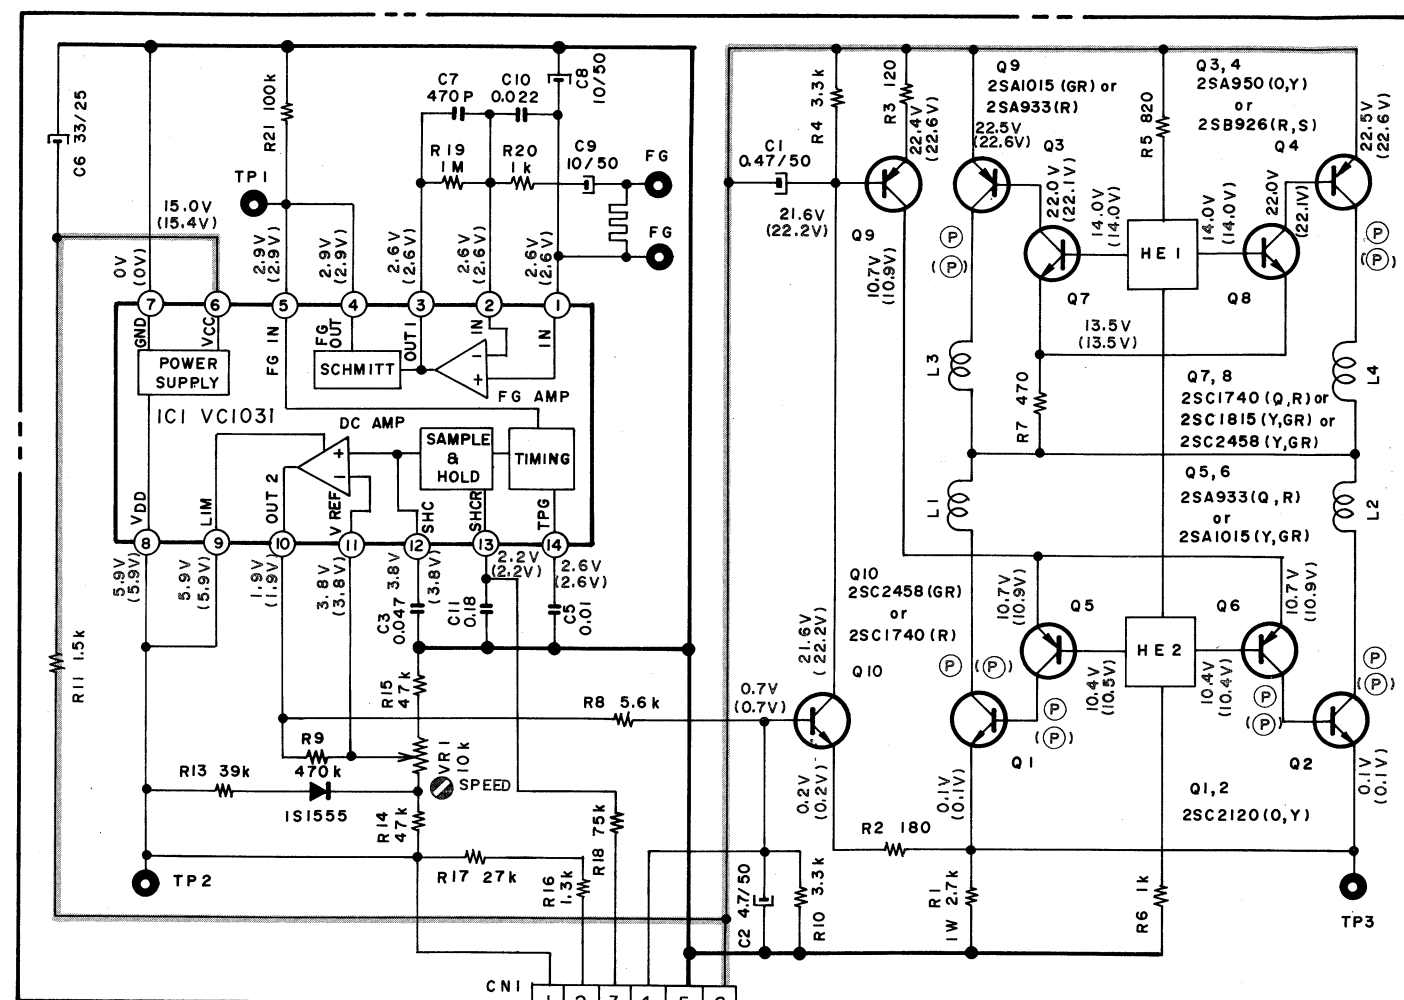 C6 33/25
R21 100k
C7
470P
C10
0.022
C8
10/50
R19
1M
R20
1k
C9
10/50
FG
FG
TP1
15.0V
(15.4V)
0V
(0V)
2.9V
(2.9V)
2.9V
(2.9V)
2.6V
(2.6V)
2.6V
(2.6V)
2.6V
(2.6V)
7
6
5
4
3
2
1
GND
VCC
FG IN
FG
OUT
OUT 1
IN
IN
POWER
SUPPLY
SCHMITT
−
+
FG AMP
IC1 VC1031
DC AMP
+
−
SAMPLE
&
HOLD
TIMING
VDD
LIM
OUT 2
V REF
SHC
SHCR
TPG
8
9
10
11
12
13
14
5.9V
(5.9V)
5.9V
(5.9V)
1.9V
(1.9V)
3.8V
(3.8V)
3.8V
(3.8V)
2.2V
(2.2V)
2.6V
(2.6V)
C3
0.047
C11
0.18
C5
0.01
R11 1.5k
R15
47k
R8 5.6k
R9
470k
VR1
10k
SPEED
R13 39k
1S1555
R14
47k
R18 75k
R17 27k
R16
1.3k
TP2
CN1
R4 3.3k
R3 120
22.4V
(22.6V)
Q9
2SA1015(GR) or
2SA933(R)
22.5V
(22.6V)
Q3
R5 820
Q3,4
2SA950(O,Y)
or
2SB926(R,S)
Q4
22.5V
(22.6V)
C1
0.47/50
21.6V
(22.2V)
Q9
10.7V
(10.9V)
P
(P)
22.0V
(22.1V)
14.0V
(14.0V)
HE1
14.0V
(14.0V)
22.0V
(22.1V)
P
(P)
Q7
Q8
13.5V
(13.5V)
L3
R7 470
L4
Q7,8
2SC1740(Q,R)or
2SC1815(Y,GR) or
2SC2458(Y,GR)
L1
L2
Q5,6
2SA933(Q,R)
or
2SA1015(Y,GR)
Q10
2SC2458(GR)
or
2SC1740(R)
10.7V
(10.9V)
Q5
Q6
10.7V
(10.9V)
21.6V
(22.2V)
Q10
P (P)
HE2
10.4V
(10.5V)
10.4V
(10.4V)
P
(P)
P
(P)
P
(P)
0.7V
(0.7V)
0.2V
(0.2V)
0.1V
(0.1V)
Q1
Q2
0.1V
(0.1V)
Q1,2
2SC2120(O,Y)
R2 180
C2 4.7/50
R10 3.3k
R1 2.7k
1W
R6 1k
TP3